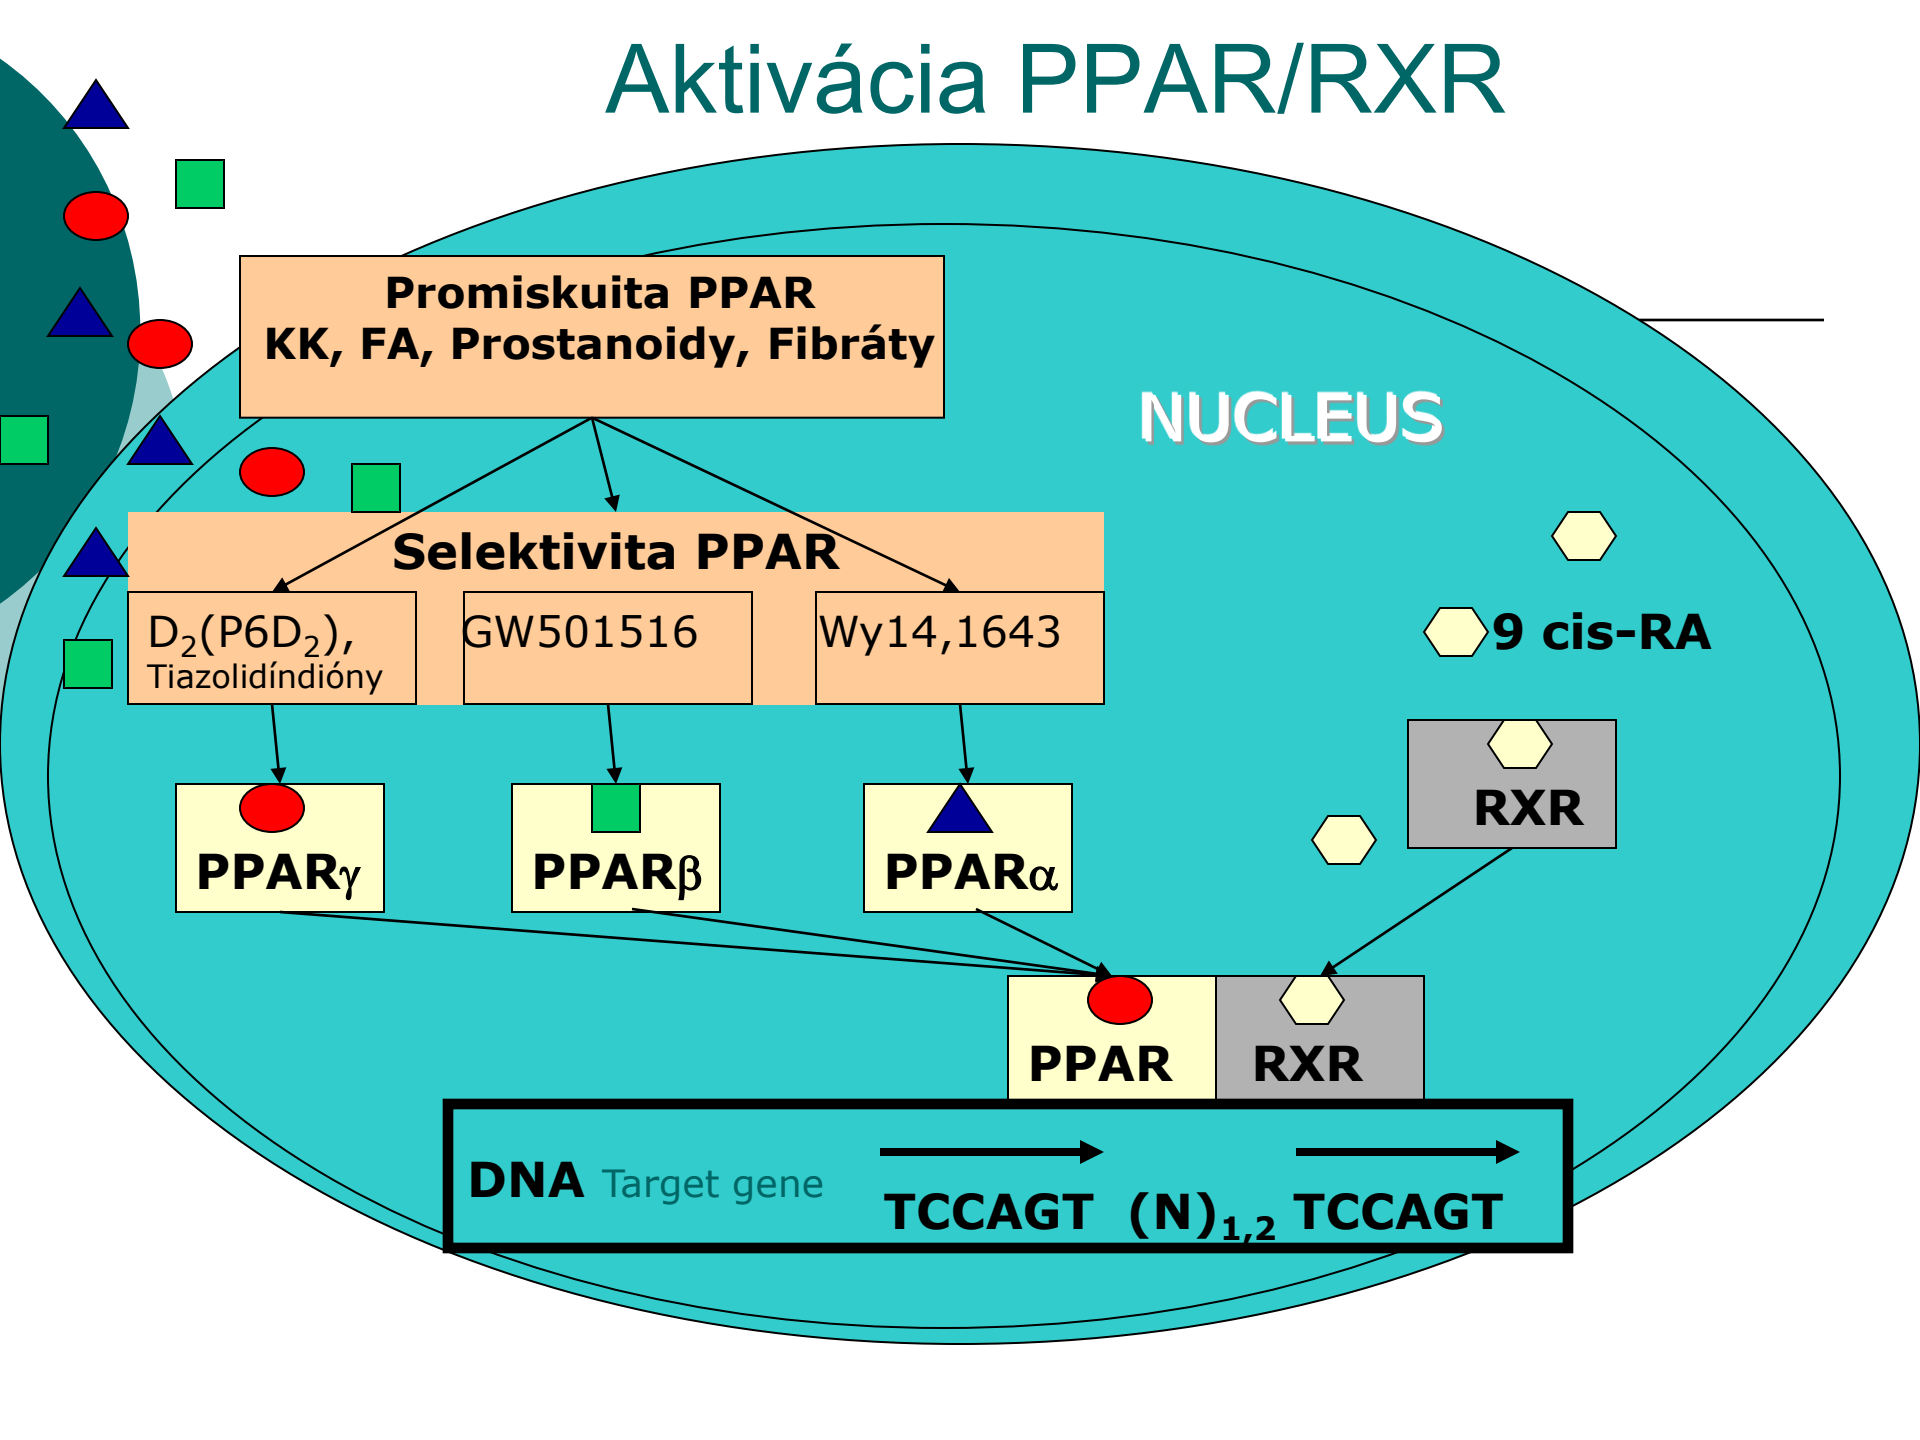 Aktivácia PPAR/RXR
Promiskuita PPAR
KK, FA, Prostanoidy, Fibráty
NUCLEUS
Selektivita PPAR
D₂(P6D₂),
Tiazolidíndióny
GW501516
Wy14,1643
9 cis-RA
RXR
PPARγ
PPARβ
PPARα
PPAR
RXR
DNA Target gene
TCCAGT (N)₁,₂ TCCAGT